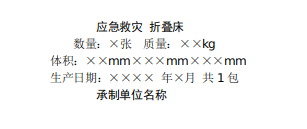 应急救灾 折叠床
数量：×张 质量：××kg
体积：××mm×××mm×××mm
生产日期：×××× 年×月 共1包
承制单位名称